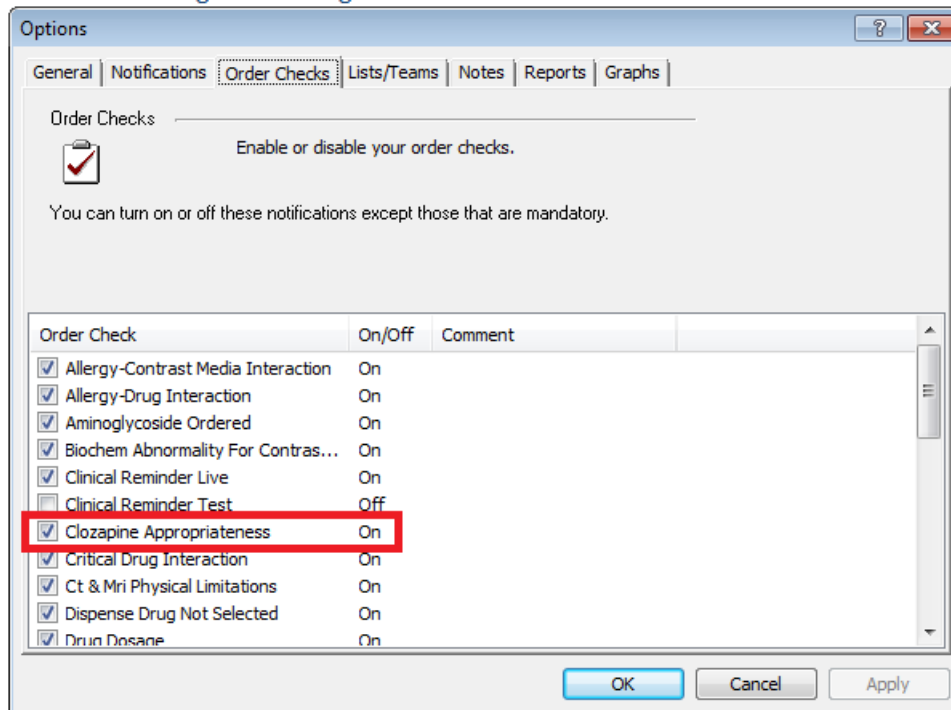 Options
General Notifications Order Checks Lists/Teams Notes Reports Graphs
Order Checks
Enable or disable your order checks.
You can turn on or off these notifications except those that are mandatory.
Order Check On/Off Comment
Allergy-Contrast Media Interaction On
Allergy-Drug Interaction On
Aminoglycoside Ordered On
Biochem Abnormality For Contras... On
Clinical Reminder Live On
Clinical Reminder Test Off
Clozapine Appropriateness On
Critical Drug Interaction On
Ct & Mri Physical Limitations On
Dispense Drug Not Selected On
Drug Dosage On
OK Cancel Apply